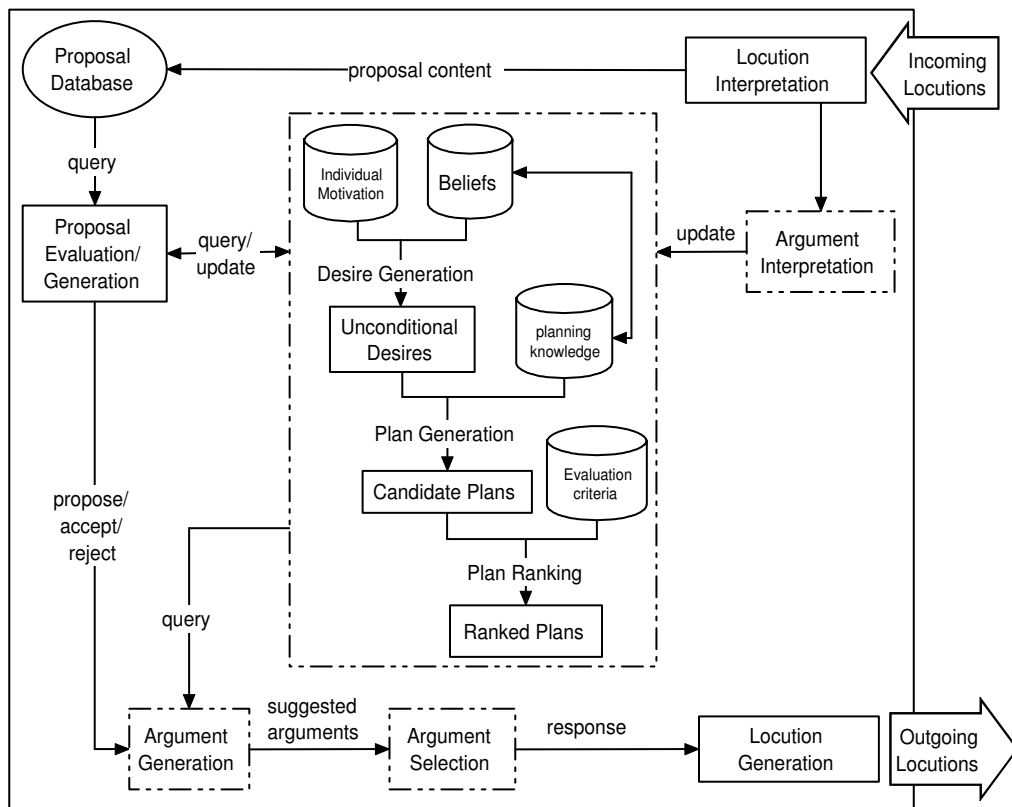 Proposal
Database
proposal content
Locution
Interpretation
Incoming
Locutions
query
Individual
Motivation
Beliefs
Proposal
Evaluation/
Generation
query/
update
update
Argument
Interpretation
Desire Generation
Unconditional
Desires
planning
knowledge
Plan Generation
Candidate Plans
Evaluation
criteria
propose/
accept/
reject
Plan Ranking
Ranked Plans
query
Argument
Generation
suggested
arguments
Argument
Selection
response
Locution
Generation
Outgoing
Locutions